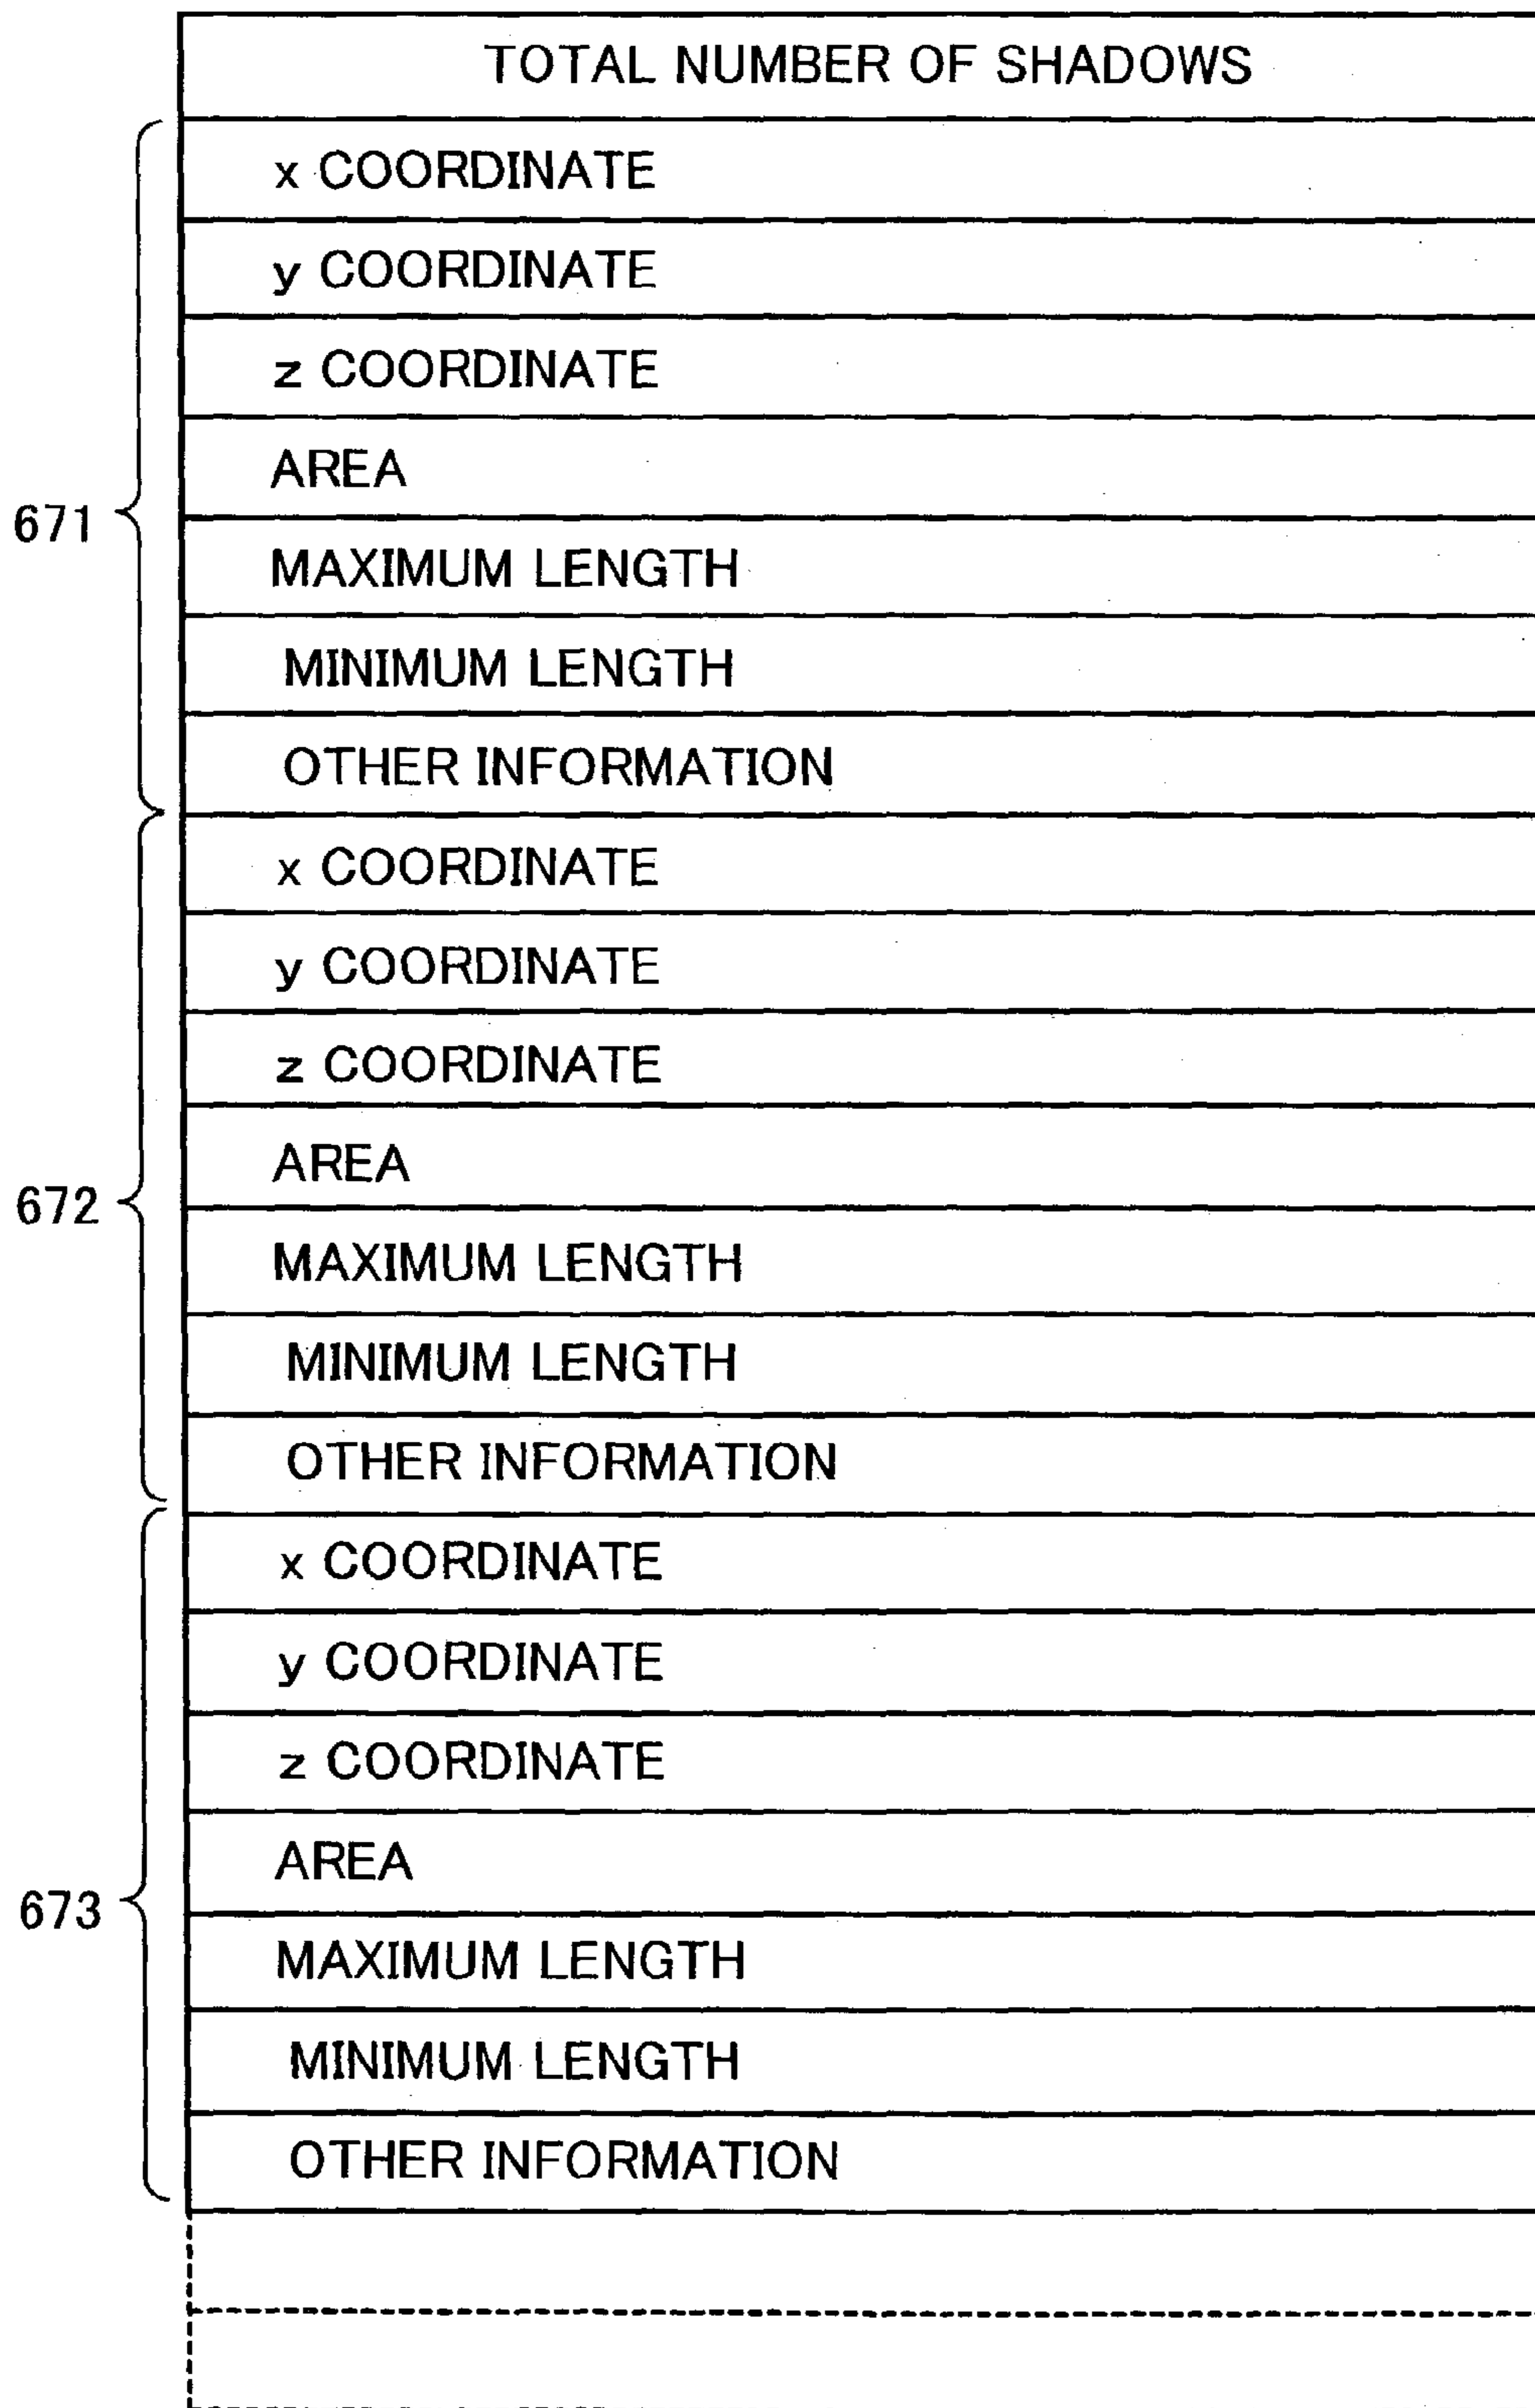 TOTAL NUMBER OF SHADOWS
x COORDINATE
y COORDINATE
z COORDINATE
AREA
671
MAXIMUM LENGTH
MINIMUM LENGTH
OTHER INFORMATION
x COORDINATE
y COORDINATE
z COORDINATE
AREA
672
MAXIMUM LENGTH
MINIMUM LENGTH
OTHER INFORMATION
x COORDINATE
y COORDINATE
z COORDINATE
AREA
673
MAXIMUM LENGTH
MINIMUM LENGTH
OTHER INFORMATION